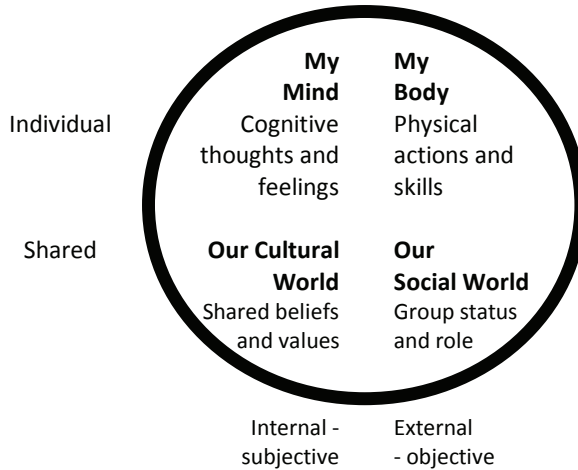 My
Mind
Cognitive
thoughts and
feelings
My
Body
Physical
actions and
skills
Individual
Shared
Our Cultural
World
Shared beliefs
and values
Our
Social World
Group status
and role
Internal -
subjective
External
- objective